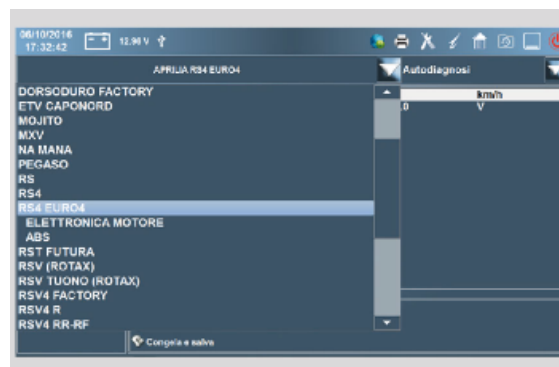 06/10/2016
17:32:42
12.90 V
APRILIA RS4 EURO4
Autodiagnosi
DORSODURO FACTORY
ETV CAPONORD
MOJITO
MXV
NA MANA
PEGASO
RS
RS4
RS4 EURO4
ELETTRONICA MOTORE
ABS
RST FUTURA
RSV (ROTAX)
RSV TUONO (ROTAX)
RSV4 FACTORY
RSV4 R
RSV4 RR-RF
km/h
.0 V
Congela e salva